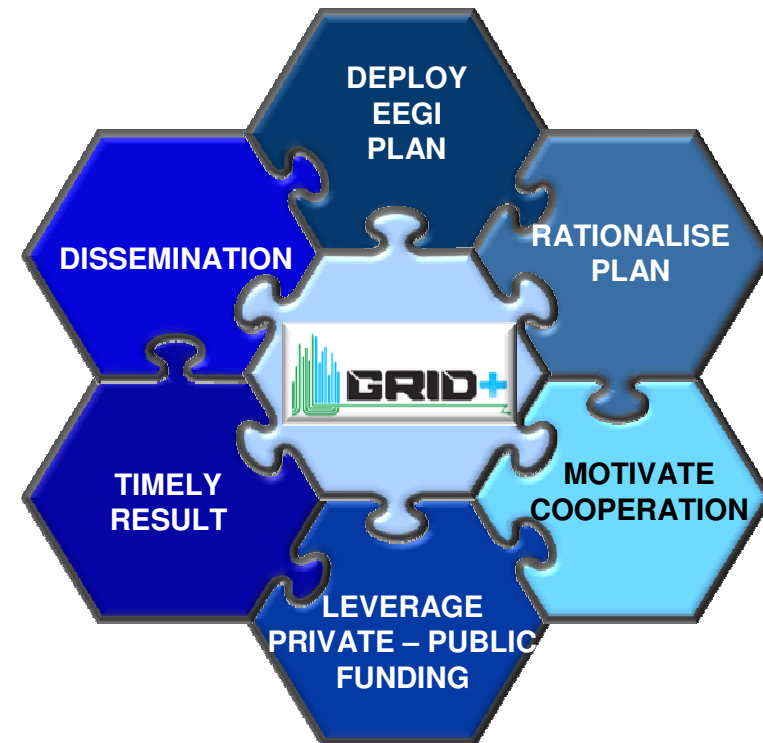 DEPLOY
EEGI
PLAN
RATIONALISE
PLAN
DISSEMINATION
GRID+
MOTIVATE
COOPERATION
TIMELY
RESULT
LEVERAGE
PRIVATE – PUBLIC
FUNDING